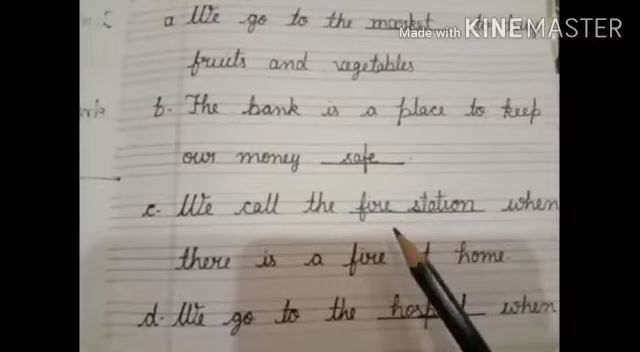 a We go to the market
Made with KINEMASTER
fruits and vegetables
b. The bank is a place to keep
our money safe.
c. We call the fire station when
there is a fire home.
d. We go to the when